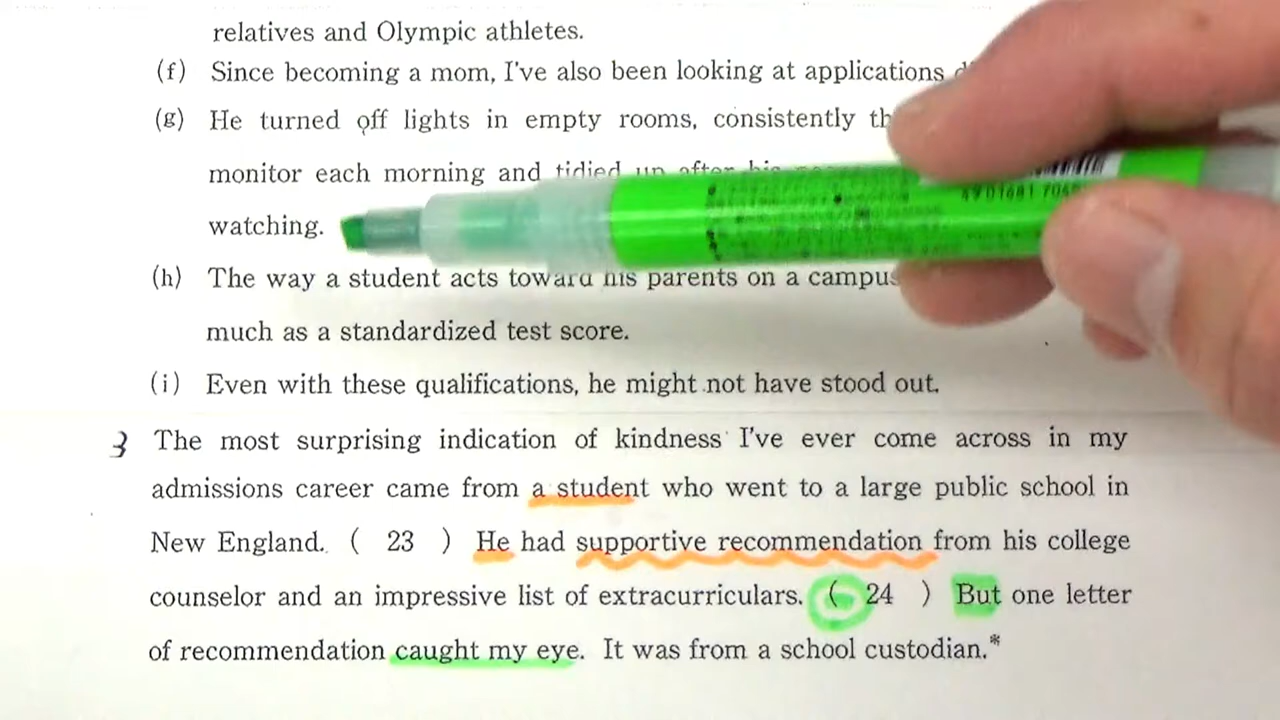 relatives and Olympic athletes.
(f) Since becoming a mom, I've also been looking at applications
(g) He turned off lights in empty rooms, consistently
monitor each morning and tidied up after his
watching.
(h) The way a student acts toward his parents on a campus
much as a standardized test score.
(i) Even with these qualifications, he might not have stood out.
3 The most surprising indication of kindness I've ever come across in my
admissions career came from a student who went to a large public school in
New England. ( 23 ) He had supportive recommendation from his college
counselor and an impressive list of extracurriculars. ( 24 ) But one letter
of recommendation caught my eye. It was from a school custodian.*